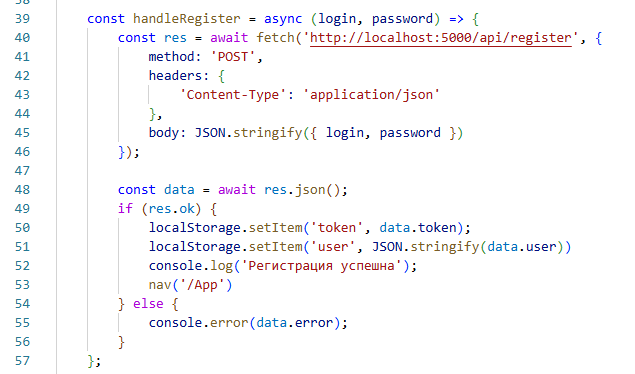 39 const handleRegister = async (login, password) => {
40 const res = await fetch('http://localhost:5000/api/register', {
41 method: 'POST',
42 headers: {
43 'Content-Type': 'application/json'
44 },
45 body: JSON.stringify({ login, password })
46 });
47
48 const data = await res.json();
49 if (res.ok) {
50 localStorage.setItem('token', data.token);
51 localStorage.setItem('user', JSON.stringify(data.user))
52 console.log('Регистрация успешна');
53 nav('/App')
54 } else {
55 console.error(data.error);
56 }
57 };